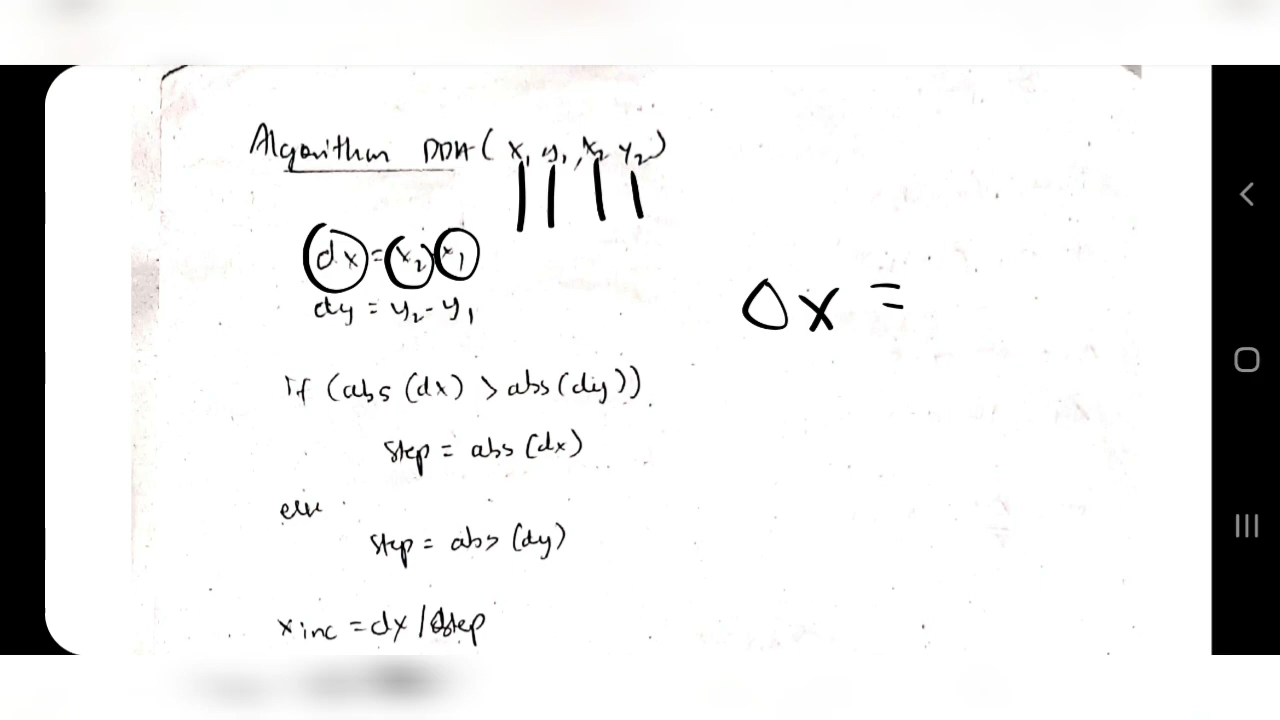 Algorithm DDA (x₁ y₁, x₂ y₂)
dx = x₂ x₁
dy = y₂ - y₁
Δx =
if (abs (dx) > abs (dy))
step = abs (dx)
else
step = abs (dy)
xinc = dx / step